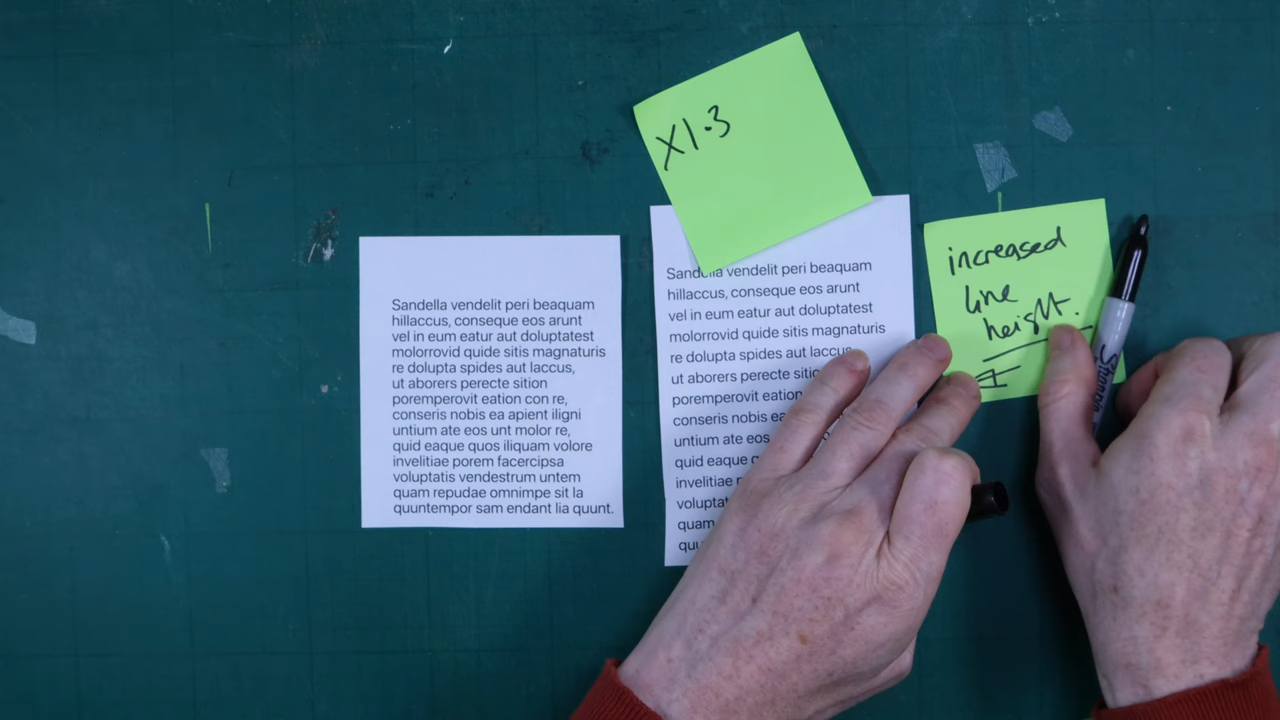 X1.3
Sandella vendelit peri beaquam
hillaccus, conseque eos arunt
vel in eum eatur aut doluptatest
molorrovid quide sitis magnaturis
re dolupta spides aut laccus,
ut aborers perecte sition
poremperovit eation con re,
conseris nobis ea apient iligni
untium ate eos unt molor re,
quid eaque quos iliquam volore
invelitiae porem facercipsa
voluptatis vendestrum untem
quam repudae omnimpe sit la
quuntempor sam endant lia quunt.
Sandella vendelit peri beaquam
hillaccus, conseque eos arunt
vel in eum eatur aut doluptatest
molorrovid quide sitis magnaturis
re dolupta spides aut laccus
ut aborers perecte sitio
poremperovit eation
conseris nobis ea
untium ate eos
quid eaque
invelitiae
increased
line
height.
Sharpie